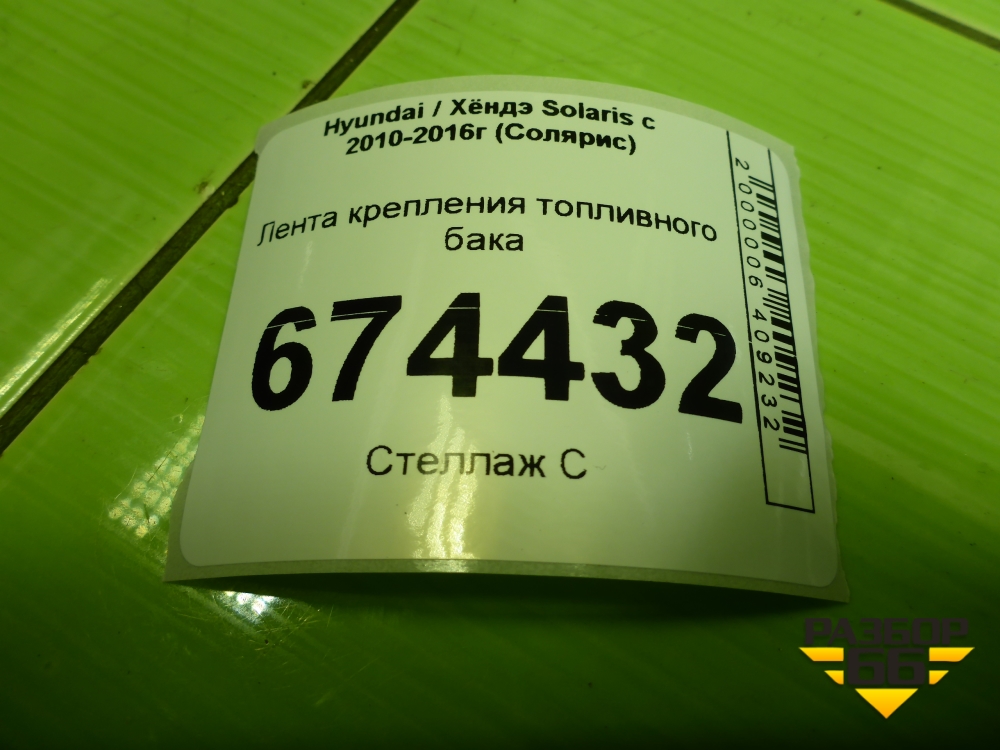 Hyundai / Хёндэ Solaris с
2010-2016г (Солярис)
Лента крепления топливного
бака
674432
Стеллаж С
2000006409232
РАЗБОР
66